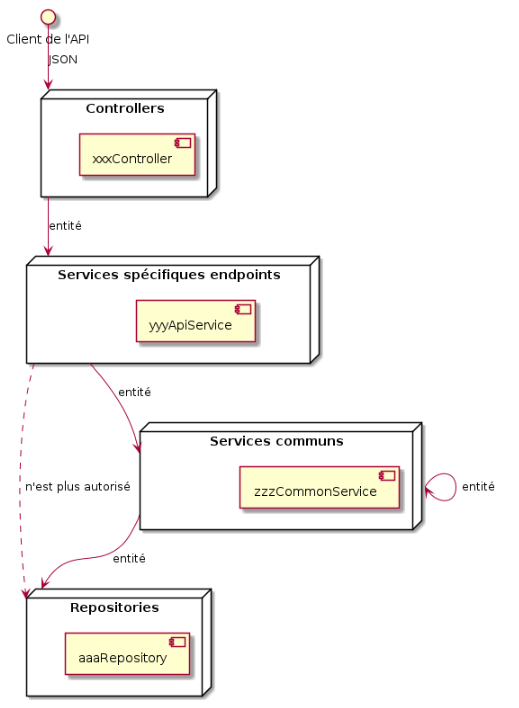 Client de l'API
JSON
Controllers
xxxController
entité
Services spécifiques endpoints
yyyApiService
entité
Services communs
zzzCommonService
entité
n'est plus autorisé
entité
Repositories
aaaRepository